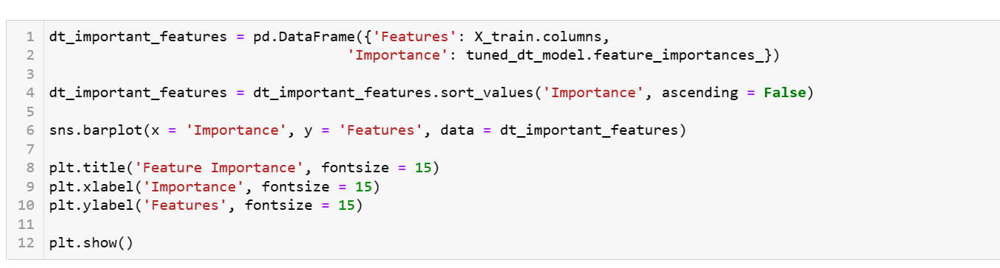 1 dt_important_features = pd.DataFrame({'Features': X_train.columns,
2                                    'Importance': tuned_dt_model.feature_importances_})
3
4 dt_important_features = dt_important_features.sort_values('Importance', ascending = False)
5
6 sns.barplot(x = 'Importance', y = 'Features', data = dt_important_features)
7
8 plt.title('Feature Importance', fontsize = 15)
9 plt.xlabel('Importance', fontsize = 15)
10 plt.ylabel('Features', fontsize = 15)
11
12 plt.show()